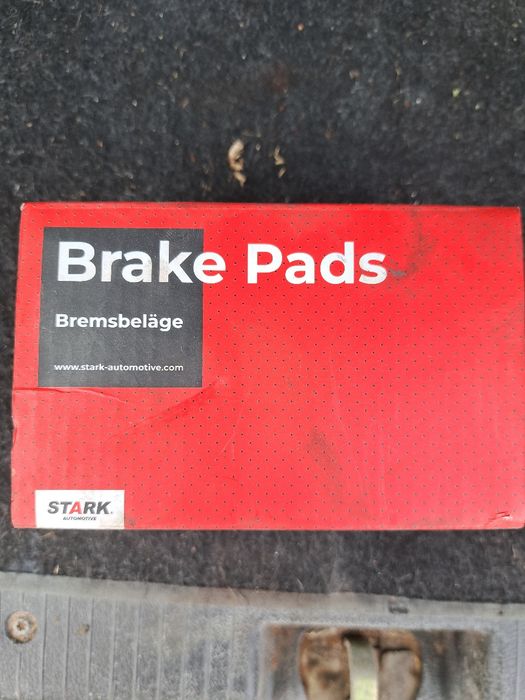 Brake Pads
Bremsbeläge
www.stark-automotive.com
STARK.
AUTOMOTIVE